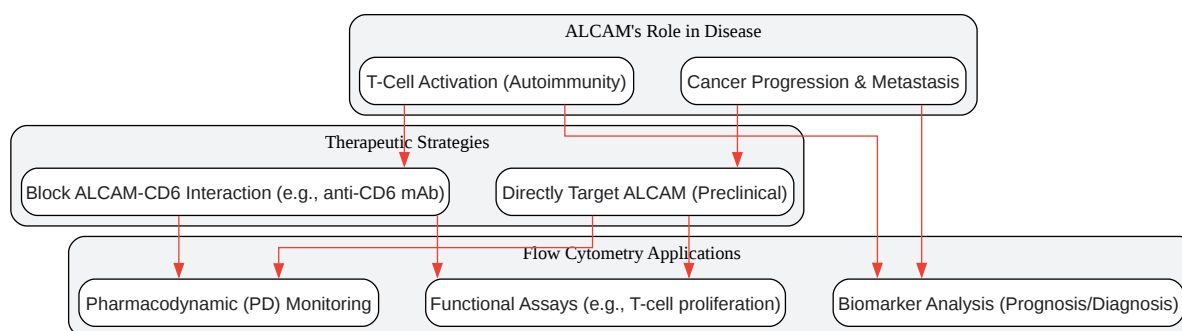 ALCAM's Role in Disease
T-Cell Activation (Autoimmunity)
Cancer Progression & Metastasis
Therapeutic Strategies
Block ALCAM-CD6 Interaction (e.g., anti-CD6 mAb)
Directly Target ALCAM (Preclinical)
Flow Cytometry Applications
Pharmacodynamic (PD) Monitoring
Functional Assays (e.g., T-cell proliferation)
Biomarker Analysis (Prognosis/Diagnosis)